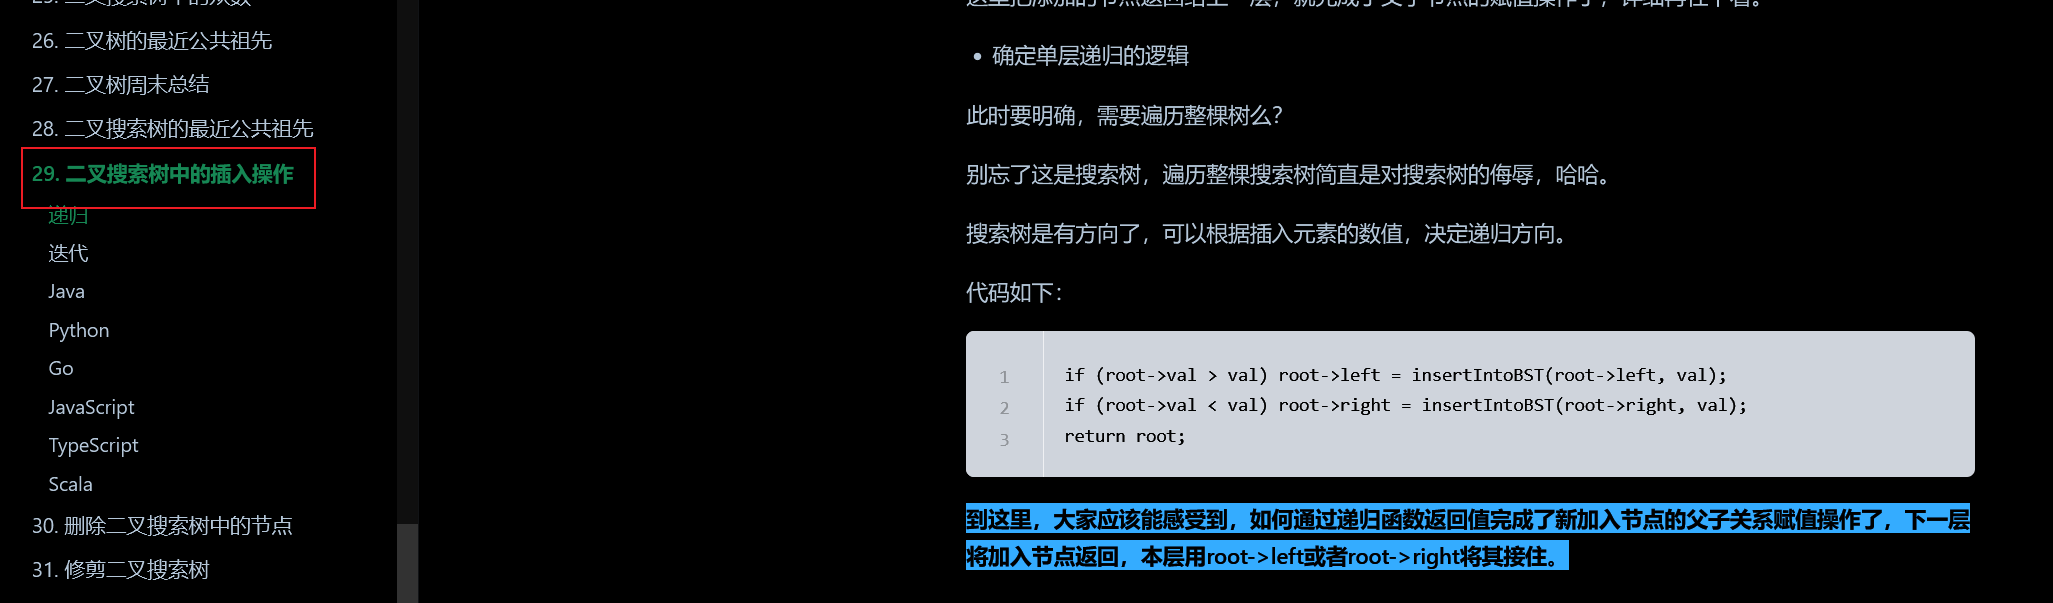 26. 二叉树的最近公共祖先
27. 二叉树周末总结
28. 二叉搜索树的最近公共祖先
29. 二叉搜索树中的插入操作
递归
迭代
Java
Python
Go
JavaScript
TypeScript
Scala
30. 删除二叉搜索树中的节点
31. 修剪二叉搜索树
• 确定单层递归的逻辑
此时要明确，需要遍历整棵树么？
别忘了这是搜索树，遍历整棵搜索树简直是对搜索树的侮辱，哈哈。
搜索树是有方向了，可以根据插入元素的数值，决定递归方向。
代码如下：
1 if (root->val > val) root->left = insertIntoBST(root->left, val);
2 if (root->val < val) root->right = insertIntoBST(root->right, val);
3 return root;
到这里，大家应该能感受到，如何通过递归函数返回值完成了新加入节点的父子关系赋值操作了，下一层
将加入节点返回，本层用root->left或者root->right将其接住。